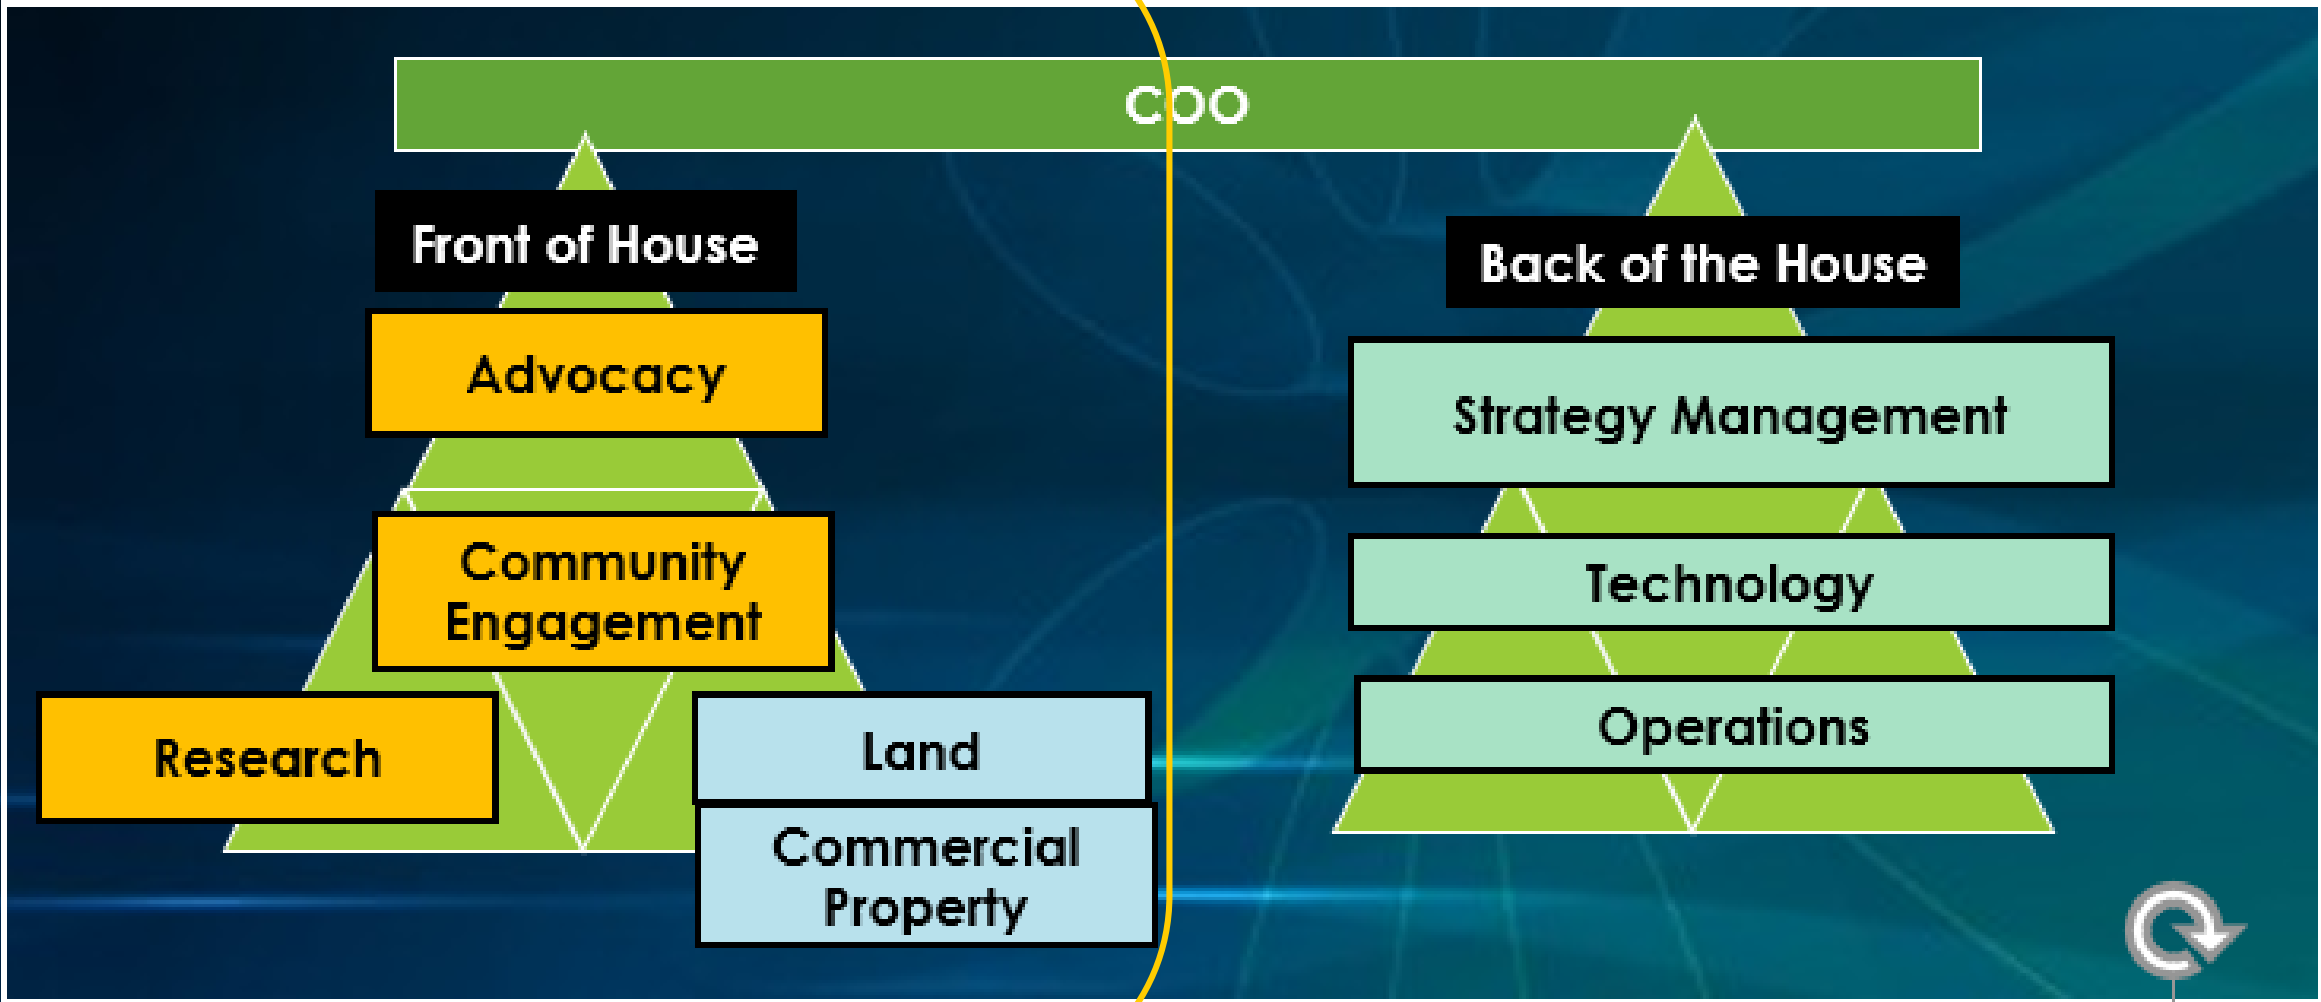 COO
Front of House
Advocacy
Community
Engagement
Research
Land
Commercial
Property
Back of the House
Strategy Management
Technology
Operations